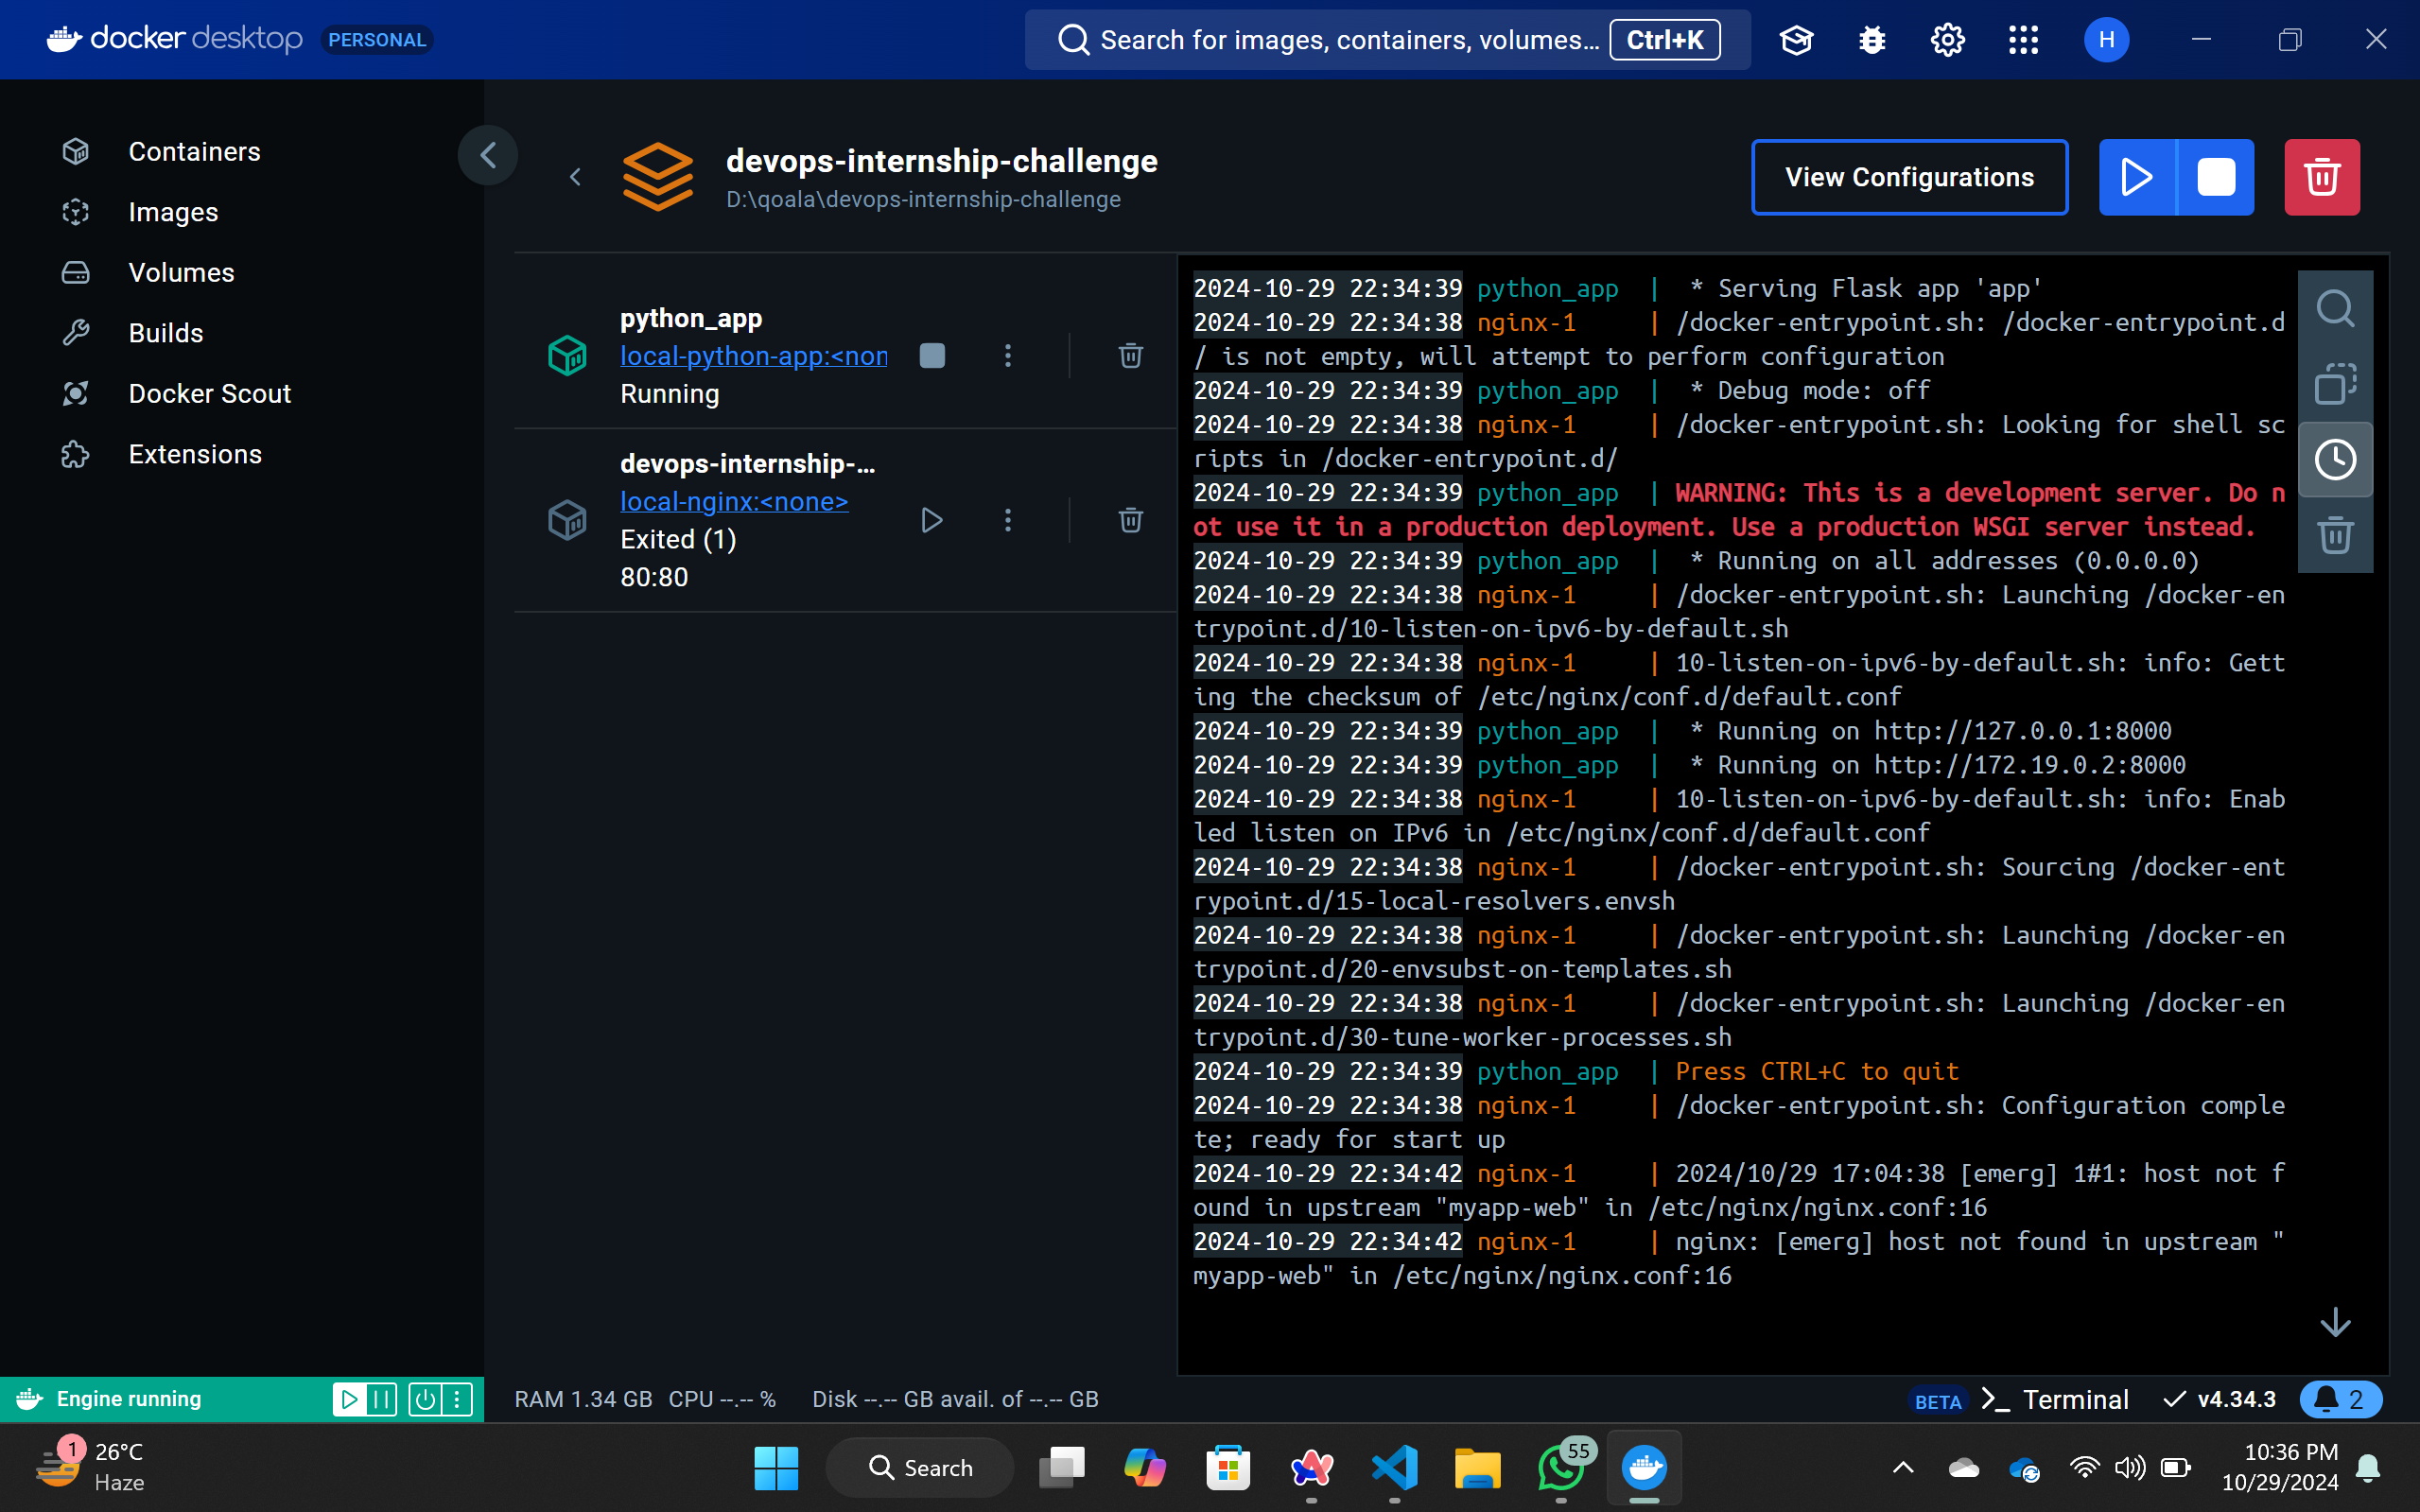 docker desktop PERSONAL
Search for images, containers, volumes... Ctrl+K
H
Containers
Images
Volumes
Builds
Docker Scout
Extensions
devops-internship-challenge
D:\qoala\devops-internship-challenge
View Configurations
python_app
local-python-app:<non
Running
devops-internship-...
local-nginx:<none>
Exited (1)
80:80
2024-10-29 22:34:39 python_app  |  * Serving Flask app 'app'
2024-10-29 22:34:38 nginx-1     | /docker-entrypoint.sh: /docker-entrypoint.d
/ is not empty, will attempt to perform configuration
2024-10-29 22:34:39 python_app  |  * Debug mode: off
2024-10-29 22:34:38 nginx-1     | /docker-entrypoint.sh: Looking for shell sc
ripts in /docker-entrypoint.d/
2024-10-29 22:34:39 python_app  | WARNING: This is a development server. Do n
ot use it in a production deployment. Use a production WSGI server instead.
2024-10-29 22:34:39 python_app  |  * Running on all addresses (0.0.0.0)
2024-10-29 22:34:38 nginx-1     | /docker-entrypoint.sh: Launching /docker-en
trypoint.d/10-listen-on-ipv6-by-default.sh
2024-10-29 22:34:38 nginx-1     | 10-listen-on-ipv6-by-default.sh: info: Gett
ing the checksum of /etc/nginx/conf.d/default.conf
2024-10-29 22:34:39 python_app  |  * Running on http://127.0.0.1:8000
2024-10-29 22:34:39 python_app  |  * Running on http://172.19.0.2:8000
2024-10-29 22:34:38 nginx-1     | 10-listen-on-ipv6-by-default.sh: info: Enab
led listen on IPv6 in /etc/nginx/conf.d/default.conf
2024-10-29 22:34:38 nginx-1     | /docker-entrypoint.sh: Sourcing /docker-ent
rypoint.d/15-local-resolvers.envsh
2024-10-29 22:34:38 nginx-1     | /docker-entrypoint.sh: Launching /docker-en
trypoint.d/20-envsubst-on-templates.sh
2024-10-29 22:34:38 nginx-1     | /docker-entrypoint.sh: Launching /docker-en
trypoint.d/30-tune-worker-processes.sh
2024-10-29 22:34:39 python_app  | Press CTRL+C to quit
2024-10-29 22:34:38 nginx-1     | /docker-entrypoint.sh: Configuration comple
te; ready for start up
2024-10-29 22:34:42 nginx-1     | 2024/10/29 17:04:38 [emerg] 1#1: host not f
ound in upstream "myapp-web" in /etc/nginx/nginx.conf:16
2024-10-29 22:34:42 nginx-1     | nginx: [emerg] host not found in upstream "
myapp-web" in /etc/nginx/nginx.conf:16
Engine running
RAM 1.34 GB CPU --.-- % Disk --.-- GB avail. of --.-- GB
BETA Terminal v4.34.3 2
1
26°C
Haze
Search
55
10:36 PM
10/29/2024